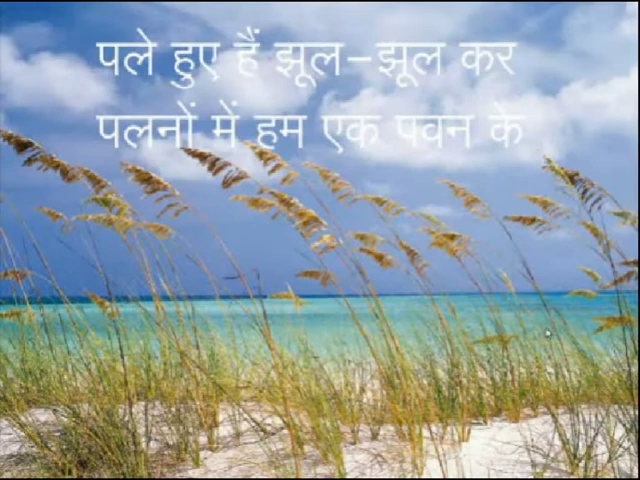 पले हुए हैं झूल-झूल कर
पलनों में हम एक पवन के